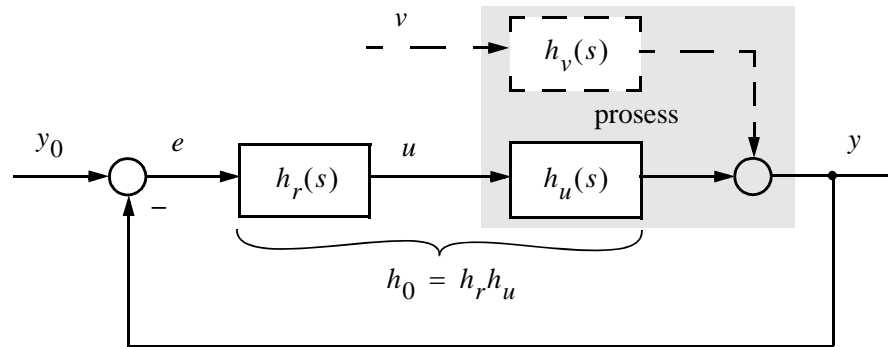 v
h_v(s)
prosess
y_0
e
h_r(s)
u
h_u(s)
y
−
h_0 = h_r h_u